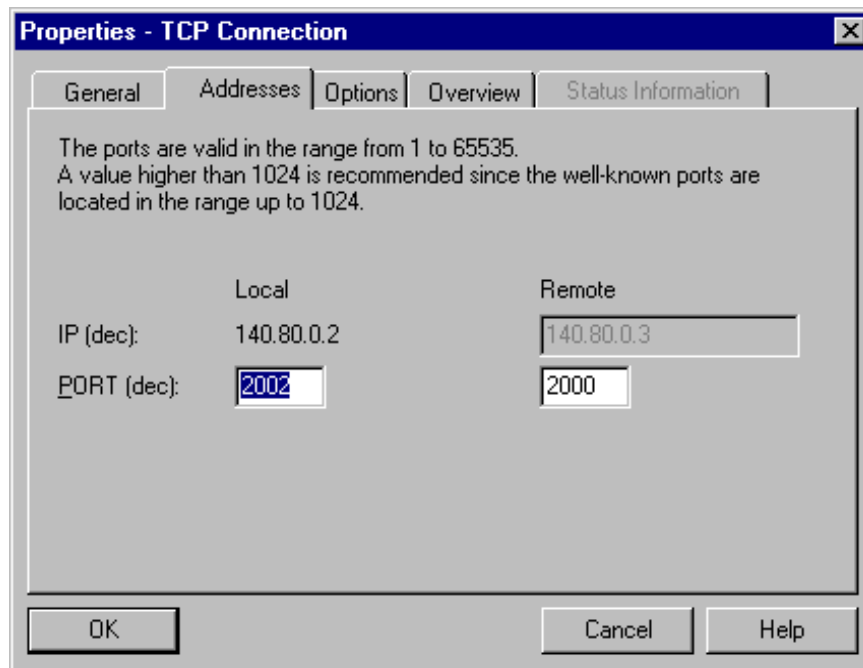 Properties - TCP Connection
General Addresses Options Overview Status Information
The ports are valid in the range from 1 to 65535.
A value higher than 1024 is recommended since the well-known ports are
located in the range up to 1024.
Local Remote
IP (dec): 140.80.0.2 140.80.0.3
PORT (dec): 2002 2000
OK Cancel Help